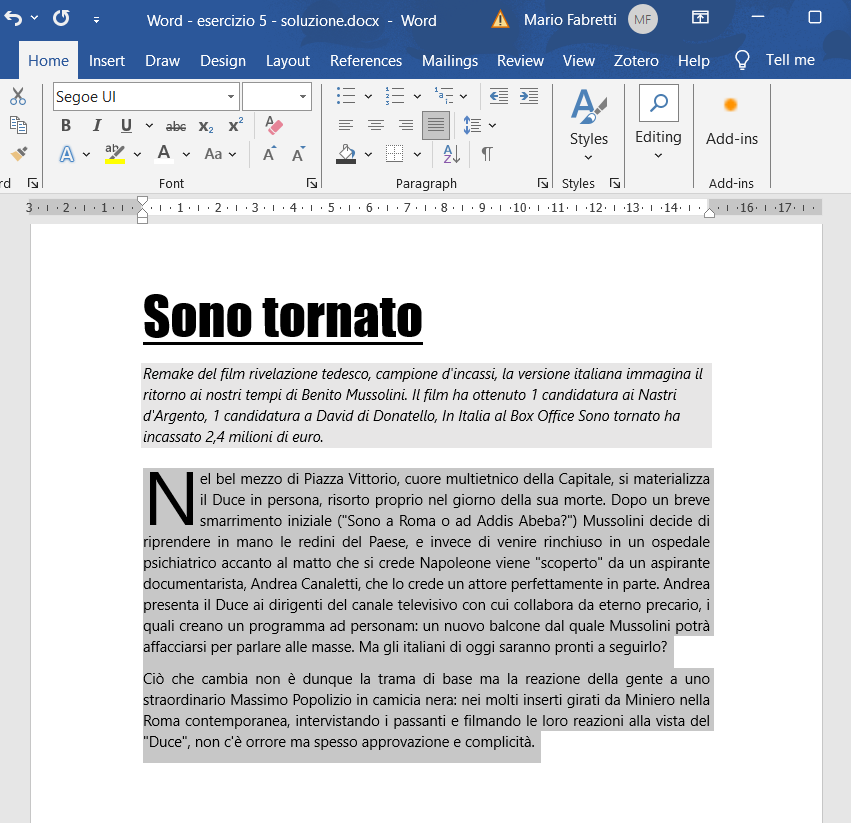 Word - esercizio 5 - soluzione.docx - Word
Mario Fabretti
MF
Home Insert Draw Design Layout References Mailings Review View Zotero Help Tell me
Segoe UI
B I U abc x₂ x²
A ab A Aa A A
A Z
Styles
Editing
Add-ins
rd
Font
Paragraph
Styles
Add-ins
3 2 1 1 2 3 4 5 6 7 8 9 10 11 12 13 14 16 17
Sono tornato
Remake del film rivelazione tedesco, campione d'incassi, la versione italiana immagina il
ritorno ai nostri tempi di Benito Mussolini. Il film ha ottenuto 1 candidatura ai Nastri
d'Argento, 1 candidatura a David di Donatello, In Italia al Box Office Sono tornato ha
incassato 2,4 milioni di euro.
Nel bel mezzo di Piazza Vittorio, cuore multietnico della Capitale, si materializza
il Duce in persona, risorto proprio nel giorno della sua morte. Dopo un breve
smarrimento iniziale ("Sono a Roma o ad Addis Abeba?") Mussolini decide di
riprendere in mano le redini del Paese, e invece di venire rinchiuso in un ospedale
psichiatrico accanto al matto che si crede Napoleone viene "scoperto" da un aspirante
documentarista, Andrea Canaletti, che lo crede un attore perfettamente in parte. Andrea
presenta il Duce ai dirigenti del canale televisivo con cui collabora da eterno precario, i
quali creano un programma ad personam: un nuovo balcone dal quale Mussolini potrà
affacciarsi per parlare alle masse. Ma gli italiani di oggi saranno pronti a seguirlo?
Ciò che cambia non è dunque la trama di base ma la reazione della gente a uno
straordinario Massimo Popolizio in camicia nera: nei molti inserti girati da Miniero nella
Roma contemporanea, intervistando i passanti e filmando le loro reazioni alla vista del
"Duce", non c'è orrore ma spesso approvazione e complicità.